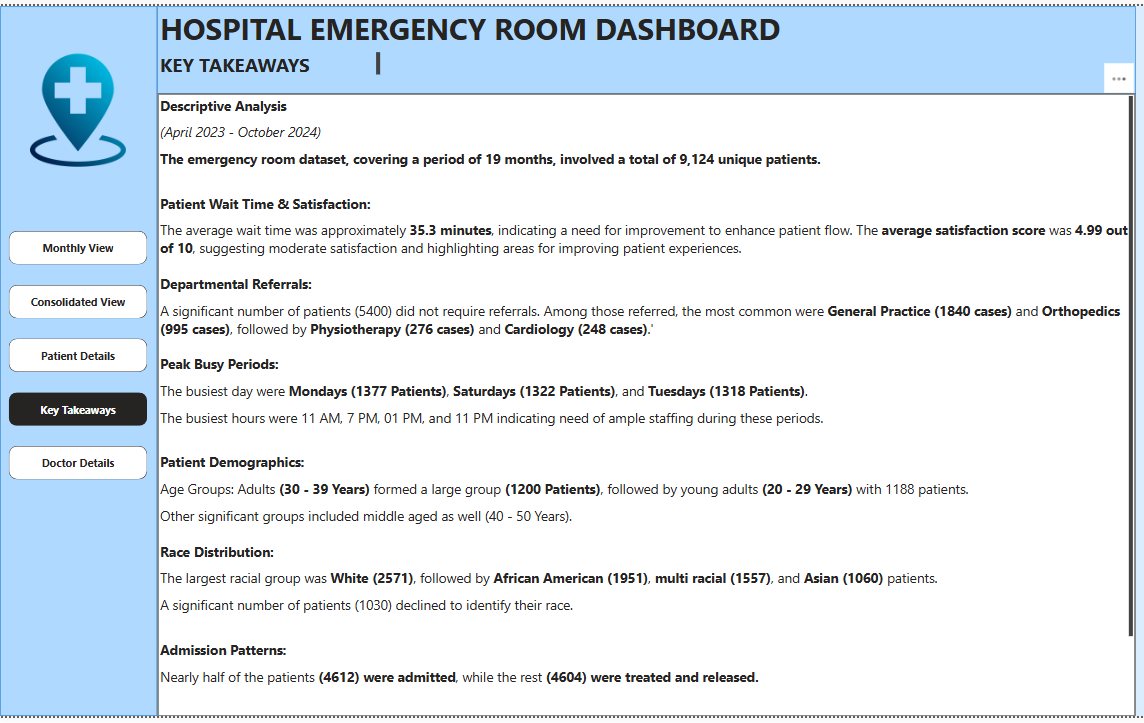 HOSPITAL EMERGENCY ROOM DASHBOARD
KEY TAKEAWAYS
Monthly View
Consolidated View
Patient Details
Key Takeaways
Doctor Details
Descriptive Analysis
(April 2023 - October 2024)
The emergency room dataset, covering a period of 19 months, involved a total of 9,124 unique patients.
Patient Wait Time & Satisfaction:
The average wait time was approximately 35.3 minutes, indicating a need for improvement to enhance patient flow. The average satisfaction score was 4.99 out
of 10, suggesting moderate satisfaction and highlighting areas for improving patient experiences.
Departmental Referrals:
A significant number of patients (5400) did not require referrals. Among those referred, the most common were General Practice (1840 cases) and Orthopedics
(995 cases), followed by Physiotherapy (276 cases) and Cardiology (248 cases).'
Peak Busy Periods:
The busiest day were Mondays (1377 Patients), Saturdays (1322 Patients), and Tuesdays (1318 Patients).
The busiest hours were 11 AM, 7 PM, 01 PM, and 11 PM indicating need of ample staffing during these periods.
Patient Demographics:
Age Groups: Adults (30 - 39 Years) formed a large group (1200 Patients), followed by young adults (20 - 29 Years) with 1188 patients.
Other significant groups included middle aged as well (40 - 50 Years).
Race Distribution:
The largest racial group was White (2571), followed by African American (1951), multi racial (1557), and Asian (1060) patients.
A significant number of patients (1030) declined to identify their race.
Admission Patterns:
Nearly half of the patients (4612) were admitted, while the rest (4604) were treated and released.